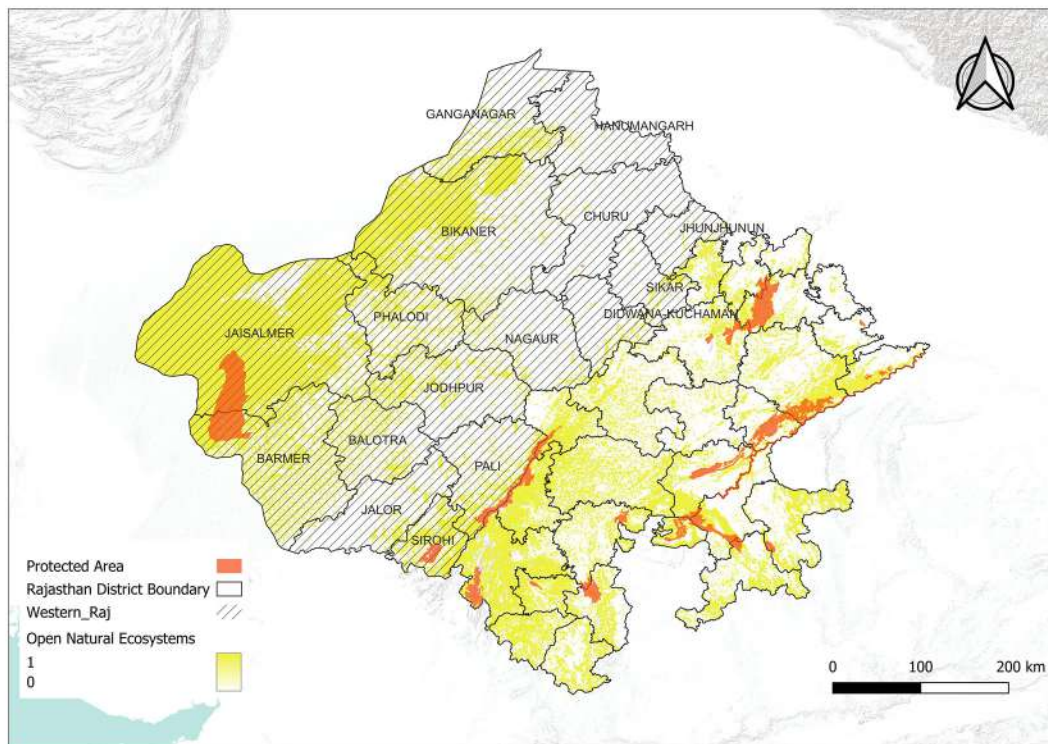 GANGANAGAR
HANUMANGARH
CHURU
JHUNJHUNUN
BIKANER
SIKAR
DIDWANA-KUCHAMAN
JAISALMER
PHALODI
NAGAUR
JODHPUR
BALOTRA
BARMER
PALI
JALOR
SIROHI
Protected Area
Rajasthan District Boundary
Western_Raj
Open Natural Ecosystems
1
0
0 100 200 km